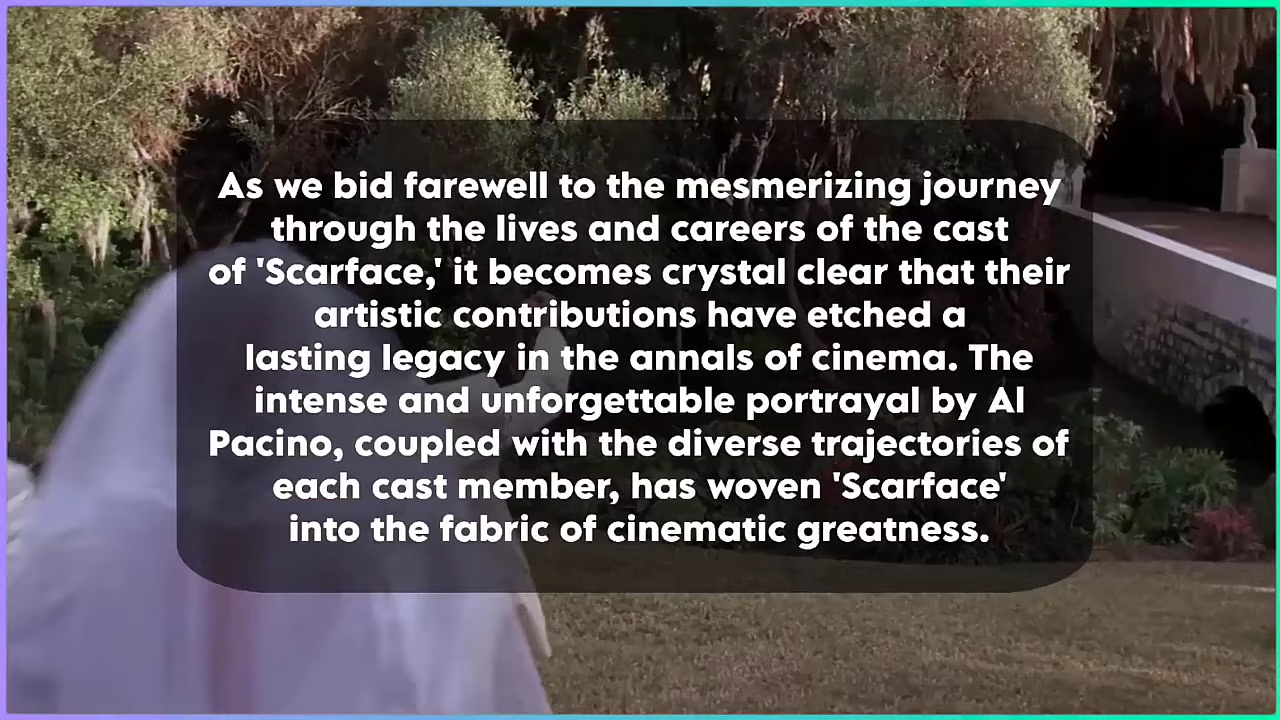 As we bid farewell to the mesmerizing journey
through the lives and careers of the cast
of 'Scarface,' it becomes crystal clear that their
artistic contributions have etched a
lasting legacy in the annals of cinema. The
intense and unforgettable portrayal by Al
Pacino, coupled with the diverse trajectories of
each cast member, has woven 'Scarface'
into the fabric of cinematic greatness.